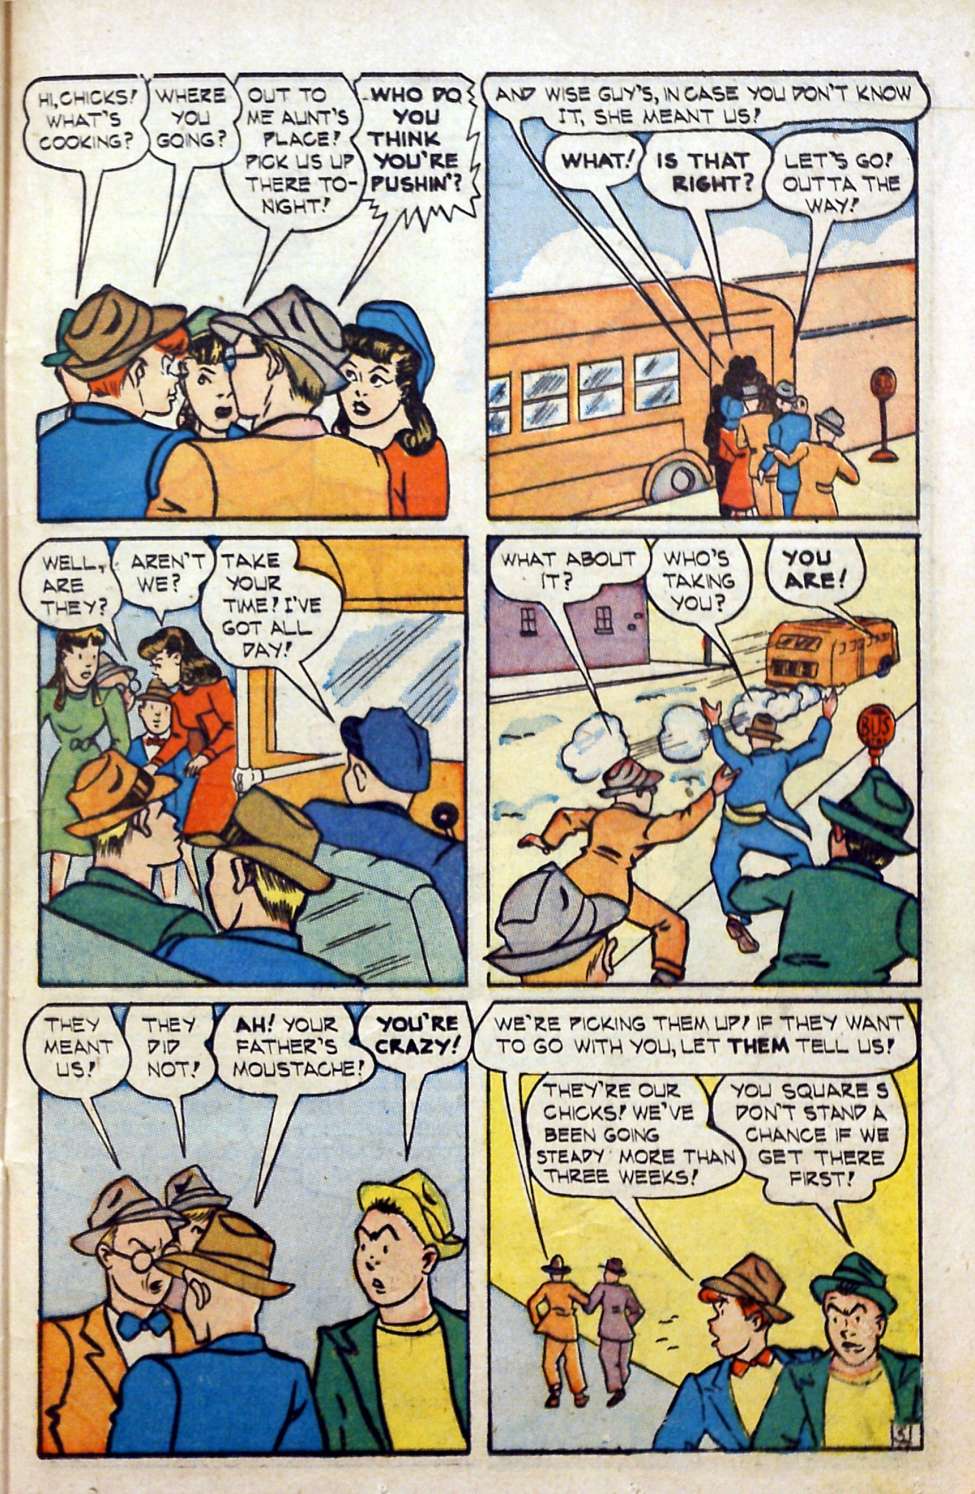 HI, CHICKS!
WHAT'S
COOKING?
WHERE
YOU
GOING?
OUT TO
ME AUNT'S
PLACE!
PICK US UP
THERE TO-
NIGHT!
WHO DO
YOU
THINK
YOU'RE
PUSHIN'?
AND WISE GUY'S, IN CASE YOU DON'T KNOW
IT, SHE MEANT US!
WHAT!
IS THAT
RIGHT?
LET'S GO!
OUTTA THE
WAY!
BUS
WELL,
ARE
THEY?
AREN'T
WE?
TAKE
YOUR
TIME! I'VE
GOT ALL
DAY!
WHAT ABOUT
IT?
WHO'S
TAKING
YOU?
YOU
ARE!
BUS
THEY
MEANT
US!
THEY
DID
NOT!
AH! YOUR
FATHER'S
MOUSTACHE!
YOU'RE
CRAZY!
WE'RE PICKING THEM UP! IF THEY WANT
TO GO WITH YOU, LET THEM TELL US!
THEY'RE OUR
CHICKS! WE'VE
BEEN GOING
STEADY MORE THAN
THREE WEEKS!
YOU SQUARE S
DON'T STAND A
CHANCE IF WE
GET THERE
FIRST!